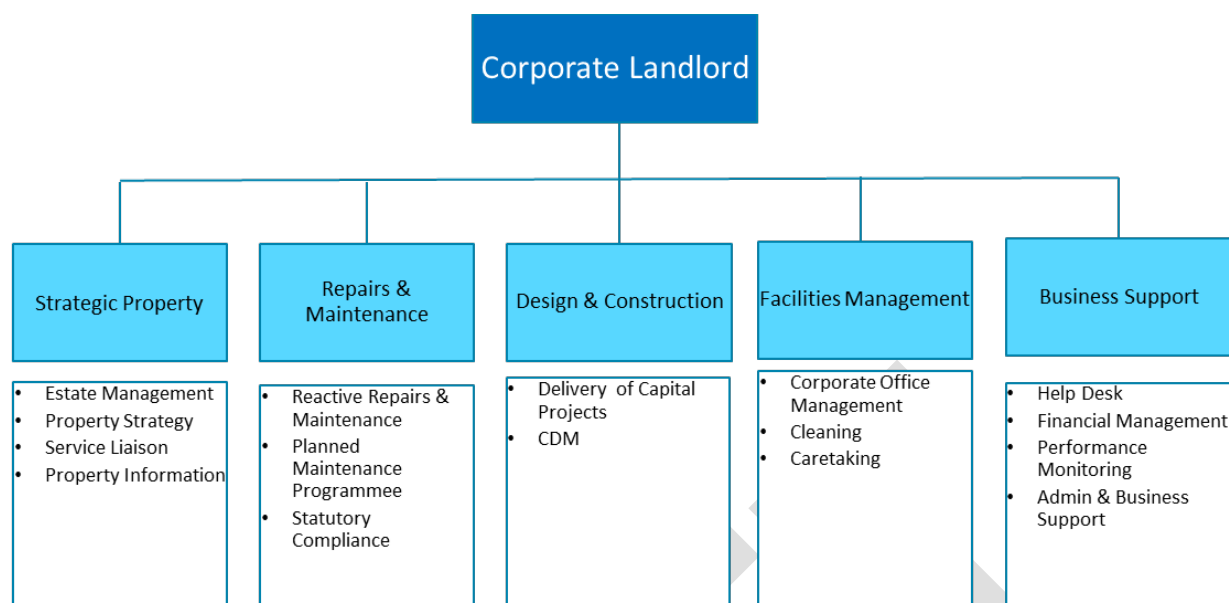 Corporate Landlord
Strategic Property
Repairs &
Maintenance
Design & Construction
Facilities Management
Business Support
• Estate Management
• Property Strategy
• Service Liaison
• Property Information
• Reactive Repairs &
Maintenance
• Planned
Maintenance
Programmee
• Statutory
Compliance
• Delivery of Capital
Projects
• CDM
• Corporate Office
Management
• Cleaning
• Caretaking
• Help Desk
• Financial Management
• Performance
Monitoring
• Admin & Business
Support